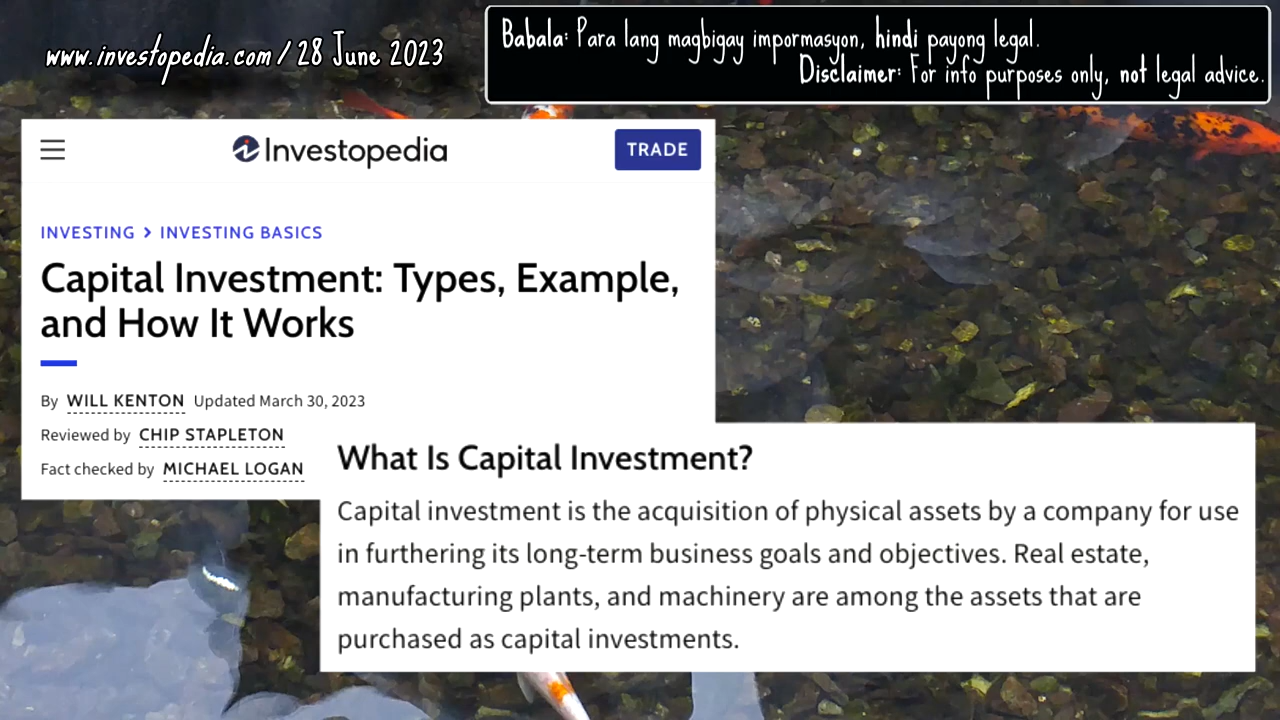 www.investopedia.com / 28 June 2023
Babala: Para lang magbigay impormasyon, hindi payong legal.
Disclaimer: For info purposes only, not legal advice.
Investopedia
TRADE
INVESTING > INVESTING BASICS
Capital Investment: Types, Example,
and How It Works
By WILL KENTON Updated March 30, 2023
Reviewed by CHIP STAPLETON
Fact checked by MICHAEL LOGAN
What Is Capital Investment?
Capital investment is the acquisition of physical assets by a company for use
in furthering its long-term business goals and objectives. Real estate,
manufacturing plants, and machinery are among the assets that are
purchased as capital investments.